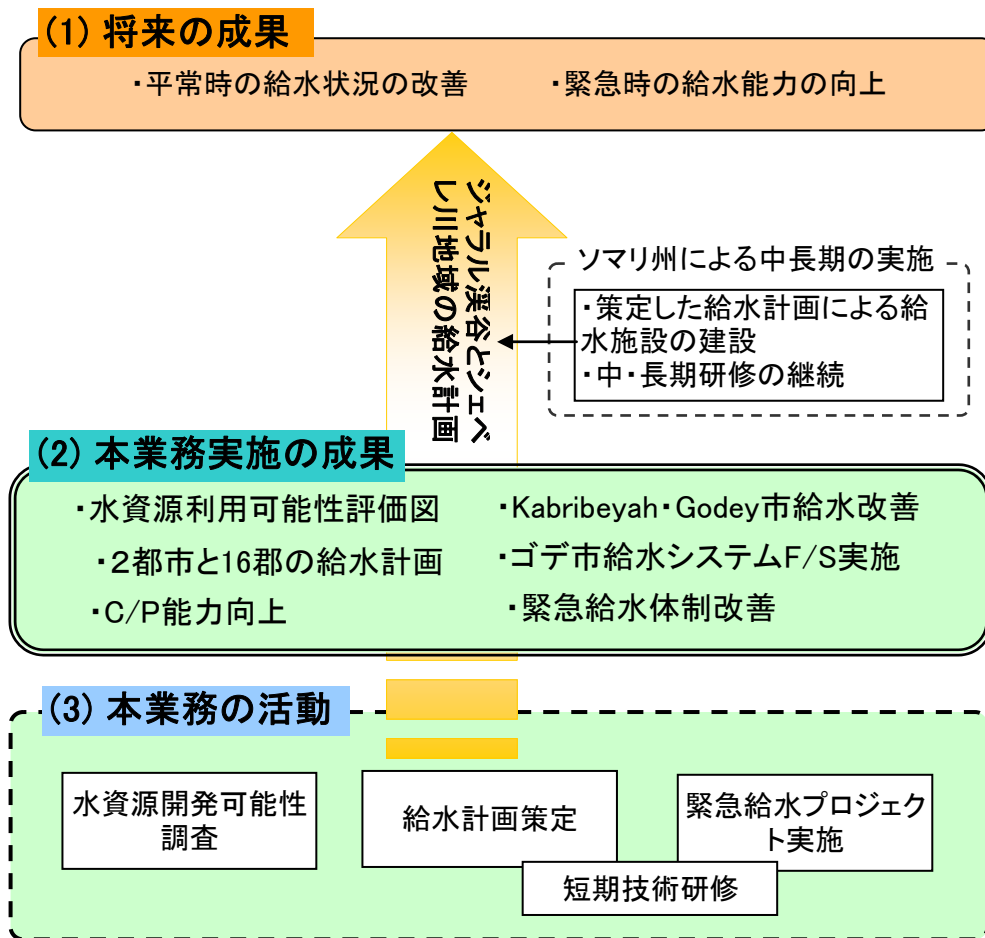 (1) 将来の成果
・平常時の給水状況の改善
・緊急時の給水能力の向上
ジャラル渓谷とシェベ
レ川地域の給水計画
ソマリ州による中長期の実施
・策定した給水計画による給
水施設の建設
・中・長期研修の継続
(2) 本業務実施の成果
・水資源利用可能性評価図
・2都市と16郡の給水計画
・C/P能力向上
・Kabribeyah・Godey市給水改善
・ゴデ市給水システムF/S実施
・緊急給水体制改善
(3) 本業務の活動
水資源開発可能性
調査
給水計画策定
緊急給水プロジェク
ト実施
短期技術研修